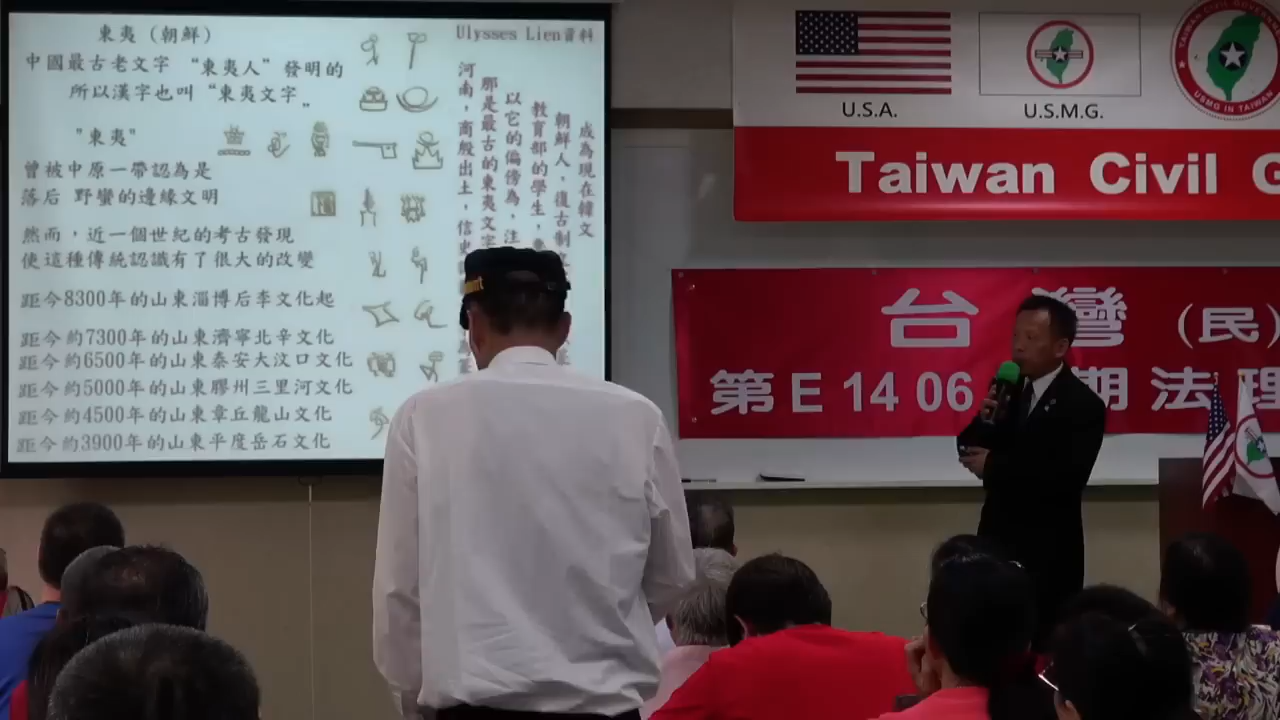 東夷 (朝鮮)
中國最古老文字 “東夷人” 發明的
所以漢字也叫 “東夷文字”
"東夷"
曾被中原一帶認為是
落后 野蠻的邊緣文明
然而，近一個世紀的考古發現
使這種傳統認識有了很大的改變
距今8300年的山東淄博后李文化起
距今約7300年的山東濟寧北辛文化
距今約6500年的山東泰安大汶口文化
距今約5000年的山東膠州三里河文化
距今約4500年的山東章丘龍山文化
距今約3900年的山東平度岳石文化
Ulysses Lien資料
成為現在韓文
朝鮮人，復古制
教育部的學生，
以它的偏傍為，注
那是最古的東夷文字
河南，商殷出土，信史
U.S.A.
U.S.M.G.
TAIWAN CIVIL
USMG IN TAIWAN
Taiwan Civil G
台 灣 (民)
第 E 14 06 期 法 理